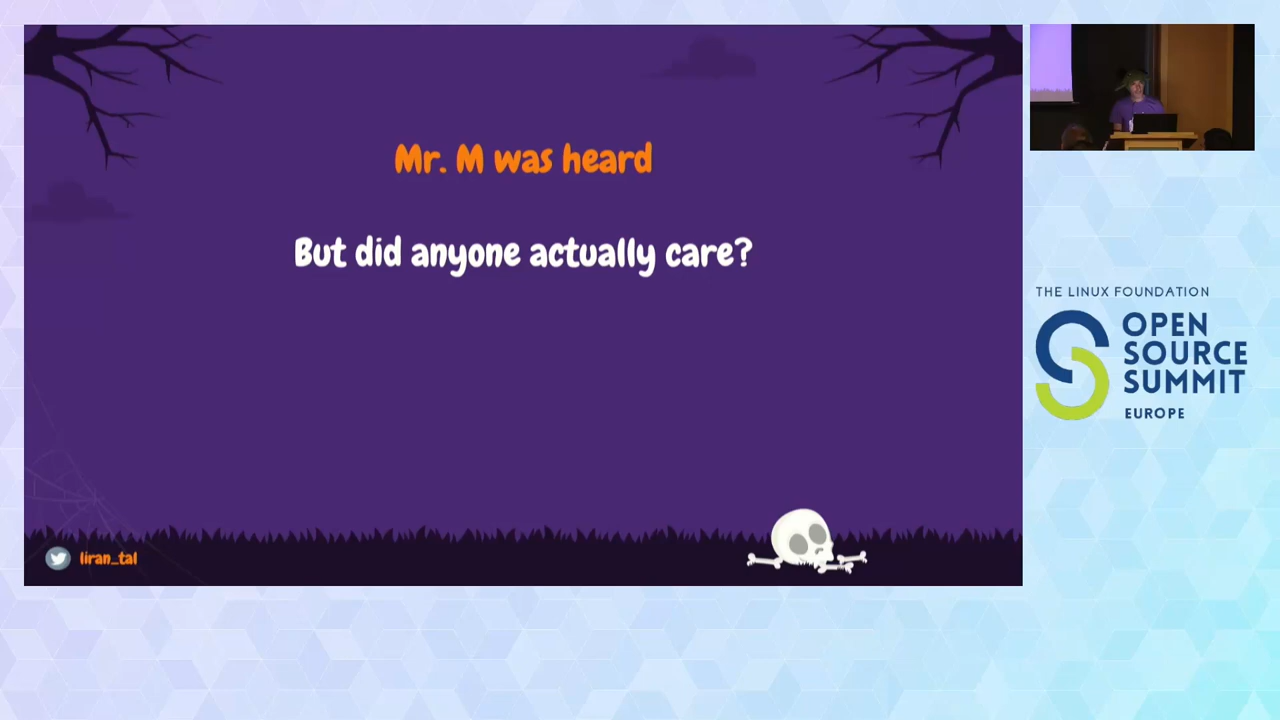 Mr. M was heard
But did anyone actually care?
liran_tal
THE LINUX FOUNDATION
OPEN
SOURCE
SUMMIT
EUROPE